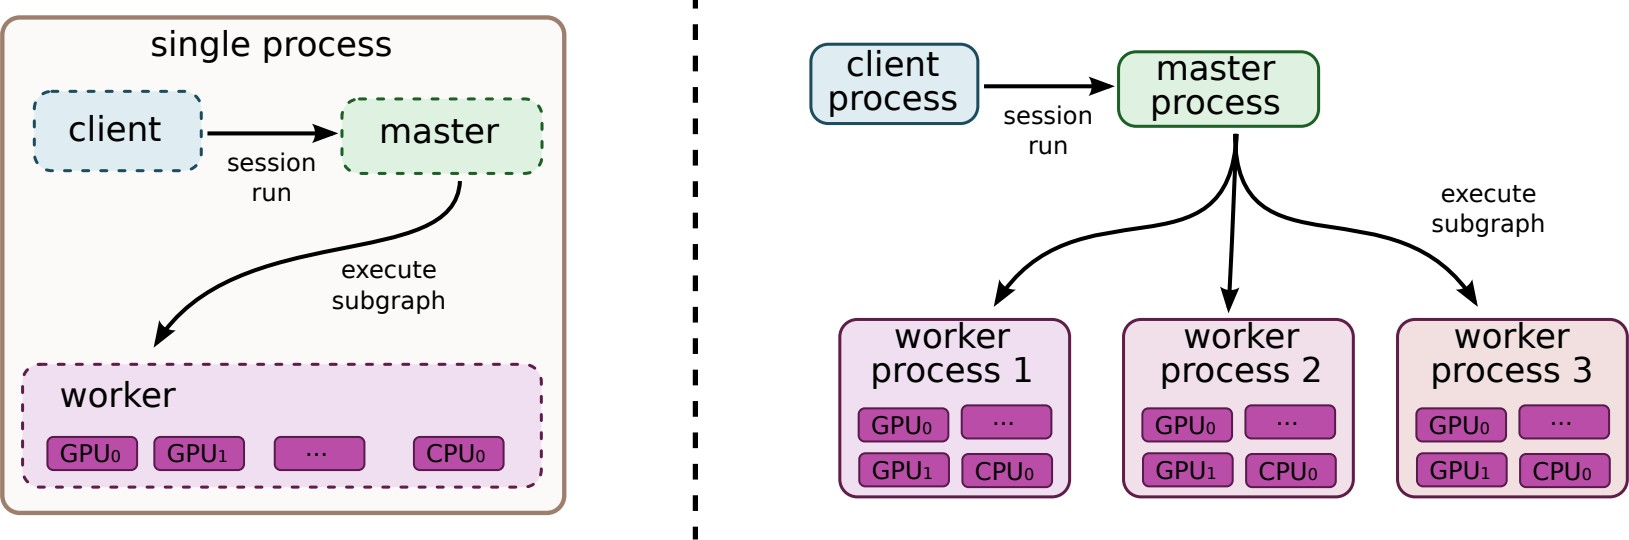 single process
client
master
session
run
execute
subgraph
worker
GPU₀ GPU₁ ... CPU₀
client
process
master
process
session
run
execute
subgraph
worker
process 1
GPU₀ ...
GPU₁ CPU₀
worker
process 2
GPU₀ ...
GPU₁ CPU₀
worker
process 3
GPU₀ ...
GPU₁ CPU₀